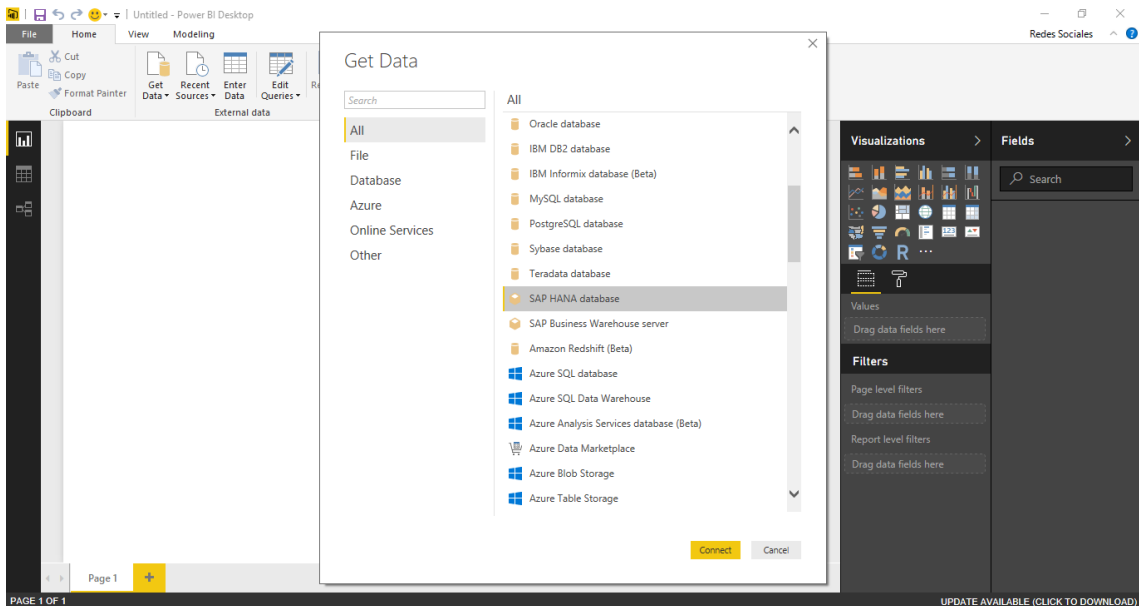 Untitled - Power BI Desktop
File Home View Modeling
Redes Sociales
Paste
Cut
Copy
Format Painter
Clipboard
Get Data
Recent Sources
Enter Data
Edit Queries
External data
Get Data
Search
All
File
Database
Azure
Online Services
Other
All
Oracle database
IBM DB2 database
IBM Informix database (Beta)
MySQL database
PostgreSQL database
Sybase database
Teradata database
SAP HANA database
SAP Business Warehouse server
Amazon Redshift (Beta)
Azure SQL database
Azure SQL Data Warehouse
Azure Analysis Services database (Beta)
Azure Data Marketplace
Azure Blob Storage
Azure Table Storage
Connect
Cancel
Visualizations
R
123
Values
Drag data fields here
Filters
Page level filters
Drag data fields here
Report level filters
Drag data fields here
Fields
Search
Page 1
PAGE 1 OF 1
UPDATE AVAILABLE (CLICK TO DOWNLOAD)